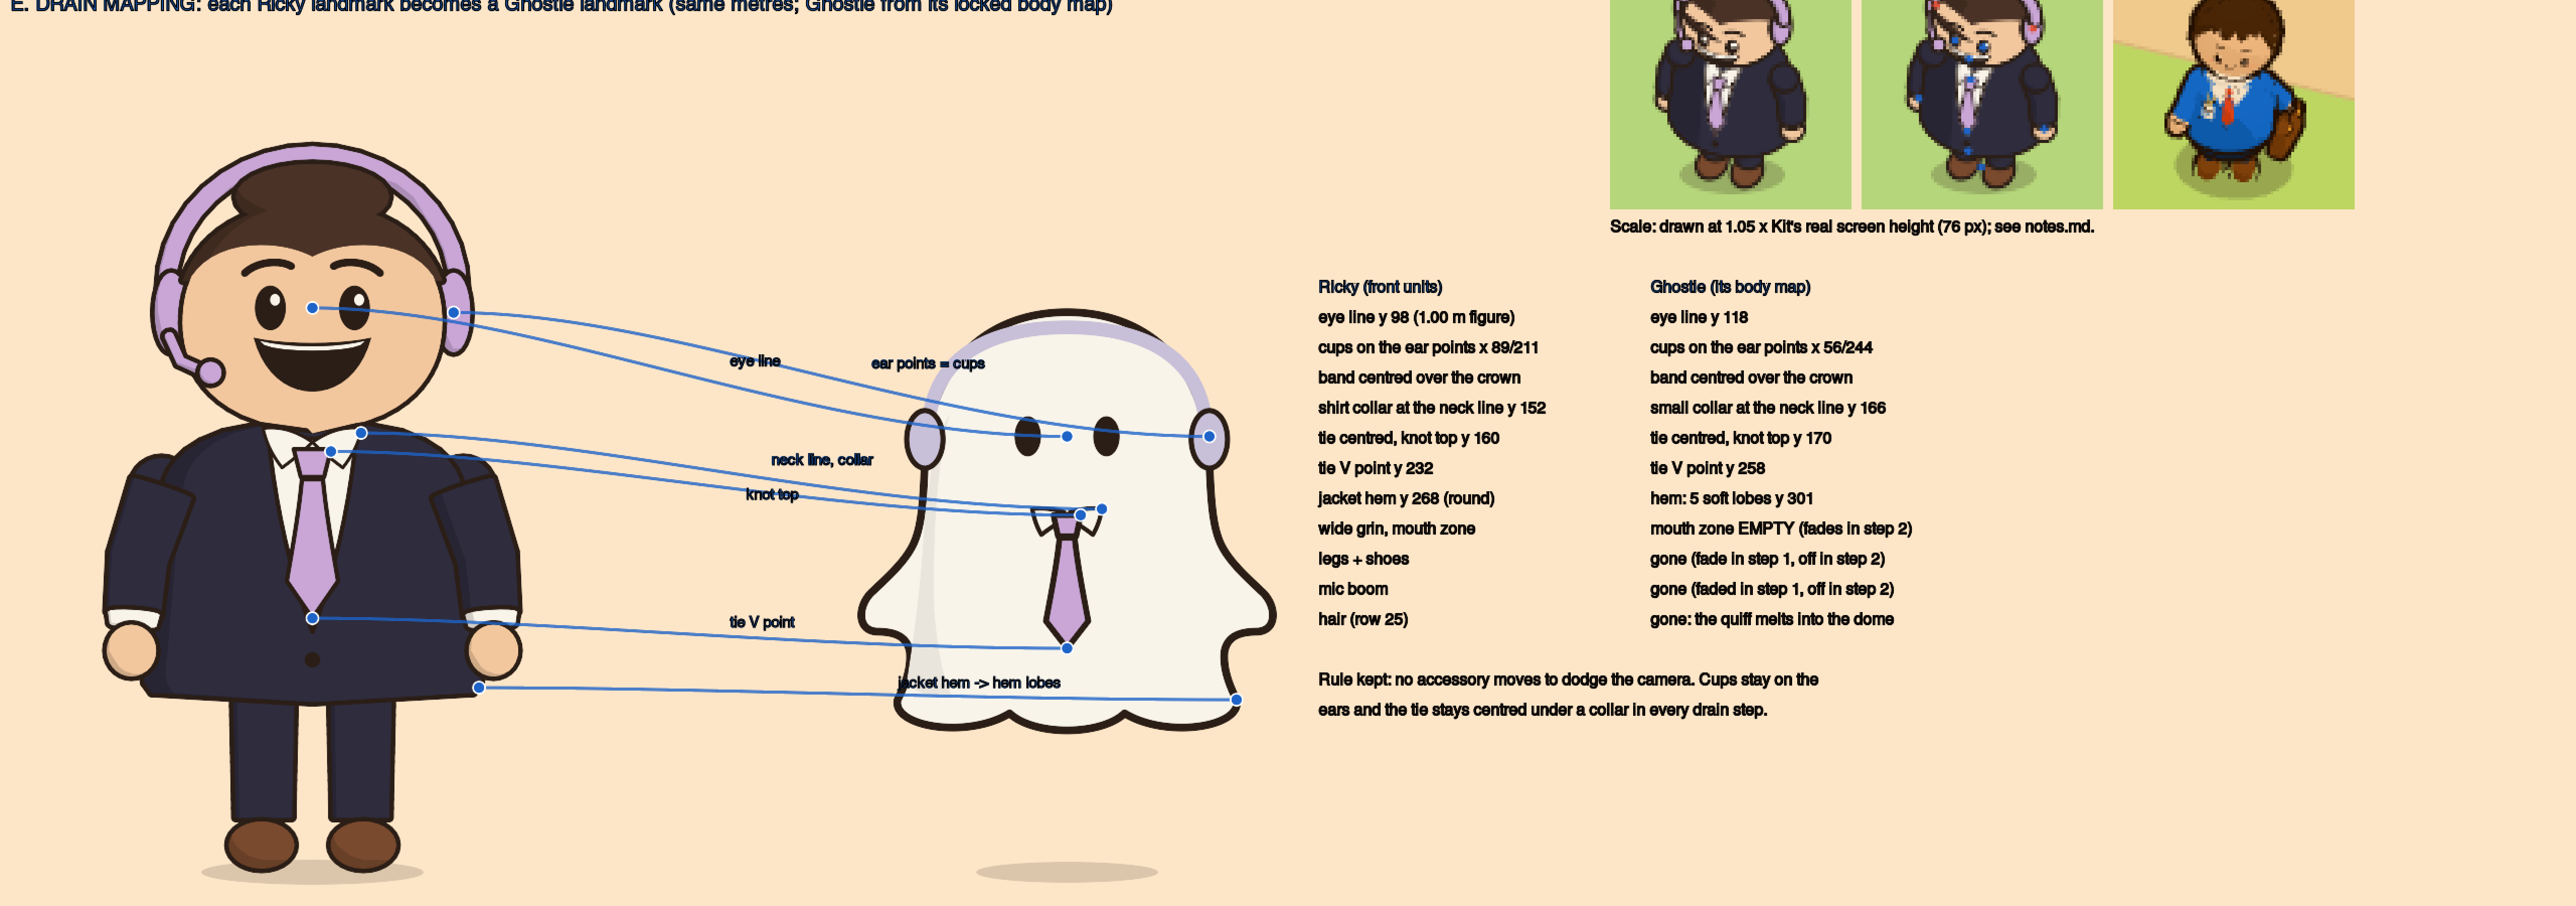 E. DRAIN MAPPING: each Ricky landmark becomes a Ghostie landmark (same metres; Ghostie from its locked body map)
Scale: drawn at 1.05 x Kit's real screen height (76 px); see notes.md.
eye line
ear points = cups
neck line, collar
knot top
tie V point
jacket hem -> hem lobes
Ricky (front units)
Ghostie (its body map)
eye line y 98 (1.00 m figure)
eye line y 118
cups on the ear points x 89/211
cups on the ear points x 56/244
band centred over the crown
band centred over the crown
shirt collar at the neck line y 152
small collar at the neck line y 166
tie centred, knot top y 160
tie centred, knot top y 170
tie V point y 232
tie V point y 258
jacket hem y 268 (round)
hem: 5 soft lobes y 301
wide grin, mouth zone
mouth zone EMPTY (fades in step 2)
legs + shoes
gone (fade in step 1, off in step 2)
mic boom
gone (faded in step 1, off in step 2)
hair (row 25)
gone: the quiff melts into the dome
Rule kept: no accessory moves to dodge the camera. Cups stay on the
ears and the tie stays centred under a collar in every drain step.